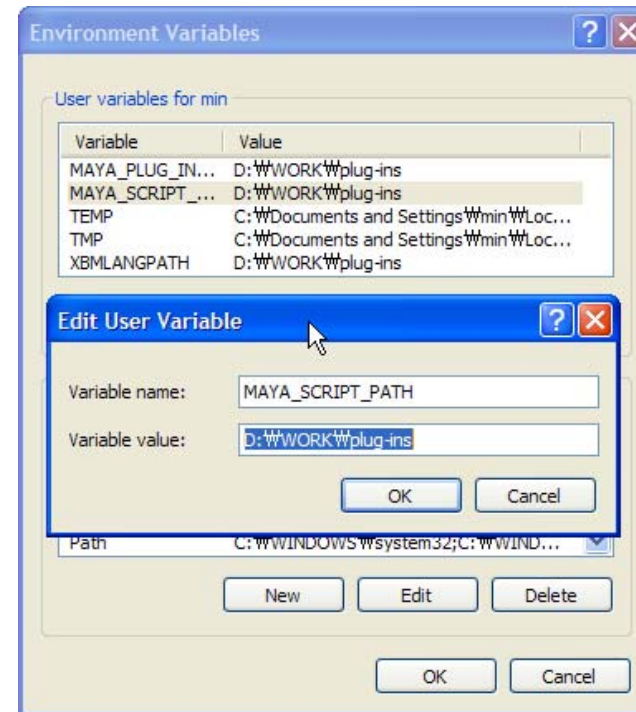 Environment Variables
User variables for min
Variable Value
MAYA_PLUG_IN... D:₩WORK₩plug-ins
MAYA_SCRIPT_... D:₩WORK₩plug-ins
TEMP C:₩Documents and Settings₩min₩Loc...
TMP C:₩Documents and Settings₩min₩Loc...
XBMLANGPATH D:₩WORK₩plug-ins
Edit User Variable
Variable name: MAYA_SCRIPT_PATH
Variable value: D:₩WORK₩plug-ins
OK Cancel
Path C:₩WINDOWS₩system32;C:₩WIND...
New Edit Delete
OK Cancel